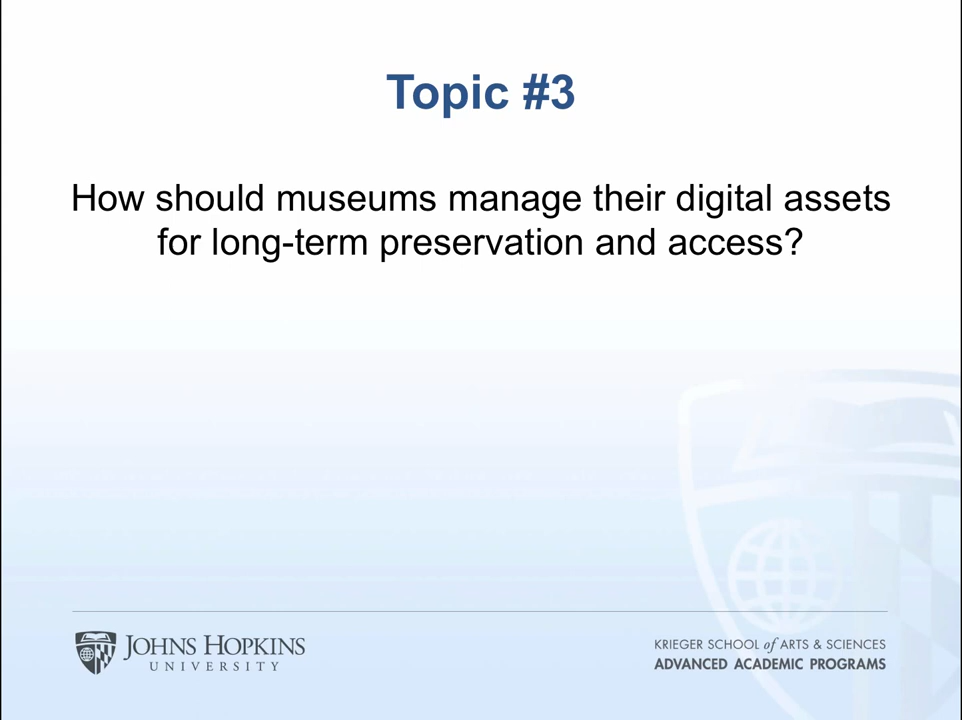 Topic #3
How should museums manage their digital assets
for long-term preservation and access?
JOHNS HOPKINS
UNIVERSITY
KRIEGER SCHOOL of ARTS & SCIENCES
ADVANCED ACADEMIC PROGRAMS